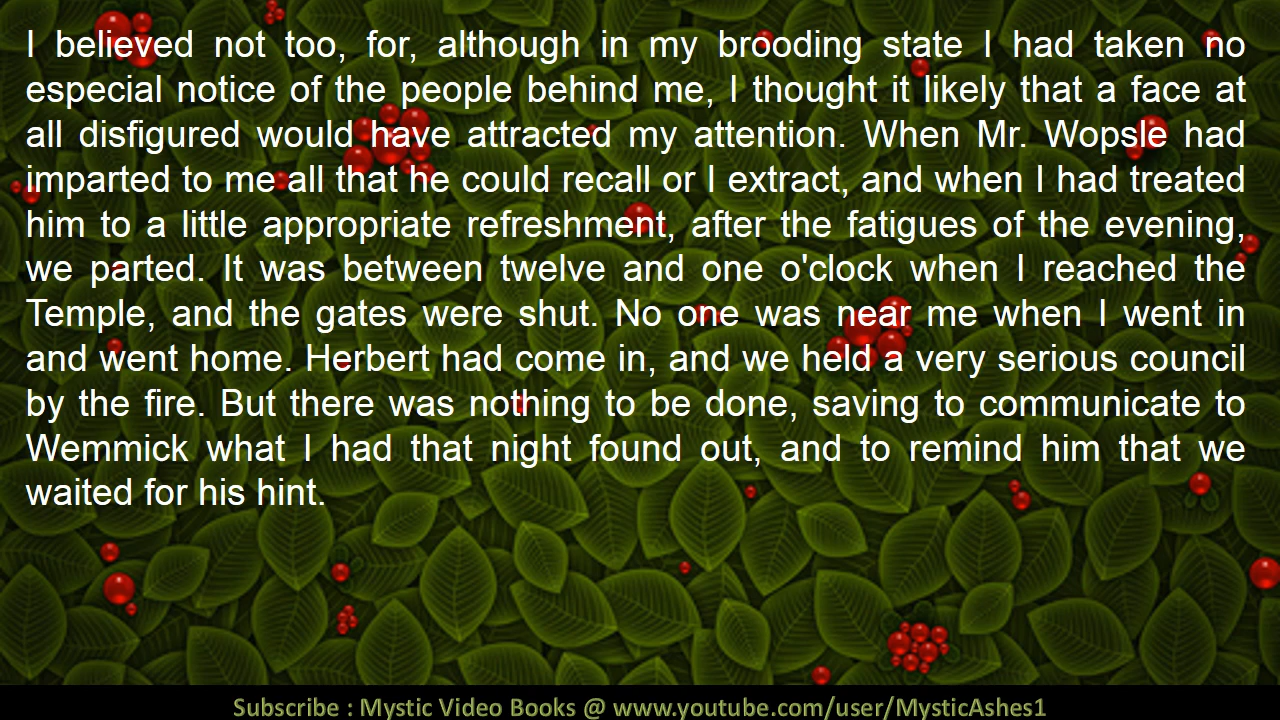 I believed not too, for, although in my brooding state I had taken no
especial notice of the people behind me, I thought it likely that a face at
all disfigured would have attracted my attention. When Mr. Wopsle had
imparted to me all that he could recall or I extract, and when I had treated
him to a little appropriate refreshment, after the fatigues of the evening,
we parted. It was between twelve and one o'clock when I reached the
Temple, and the gates were shut. No one was near me when I went in
and went home. Herbert had come in, and we held a very serious council
by the fire. But there was nothing to be done, saving to communicate to
Wemmick what I had that night found out, and to remind him that we
waited for his hint.
Subscribe : Mystic Video Books @ www.youtube.com/user/MysticAshes1